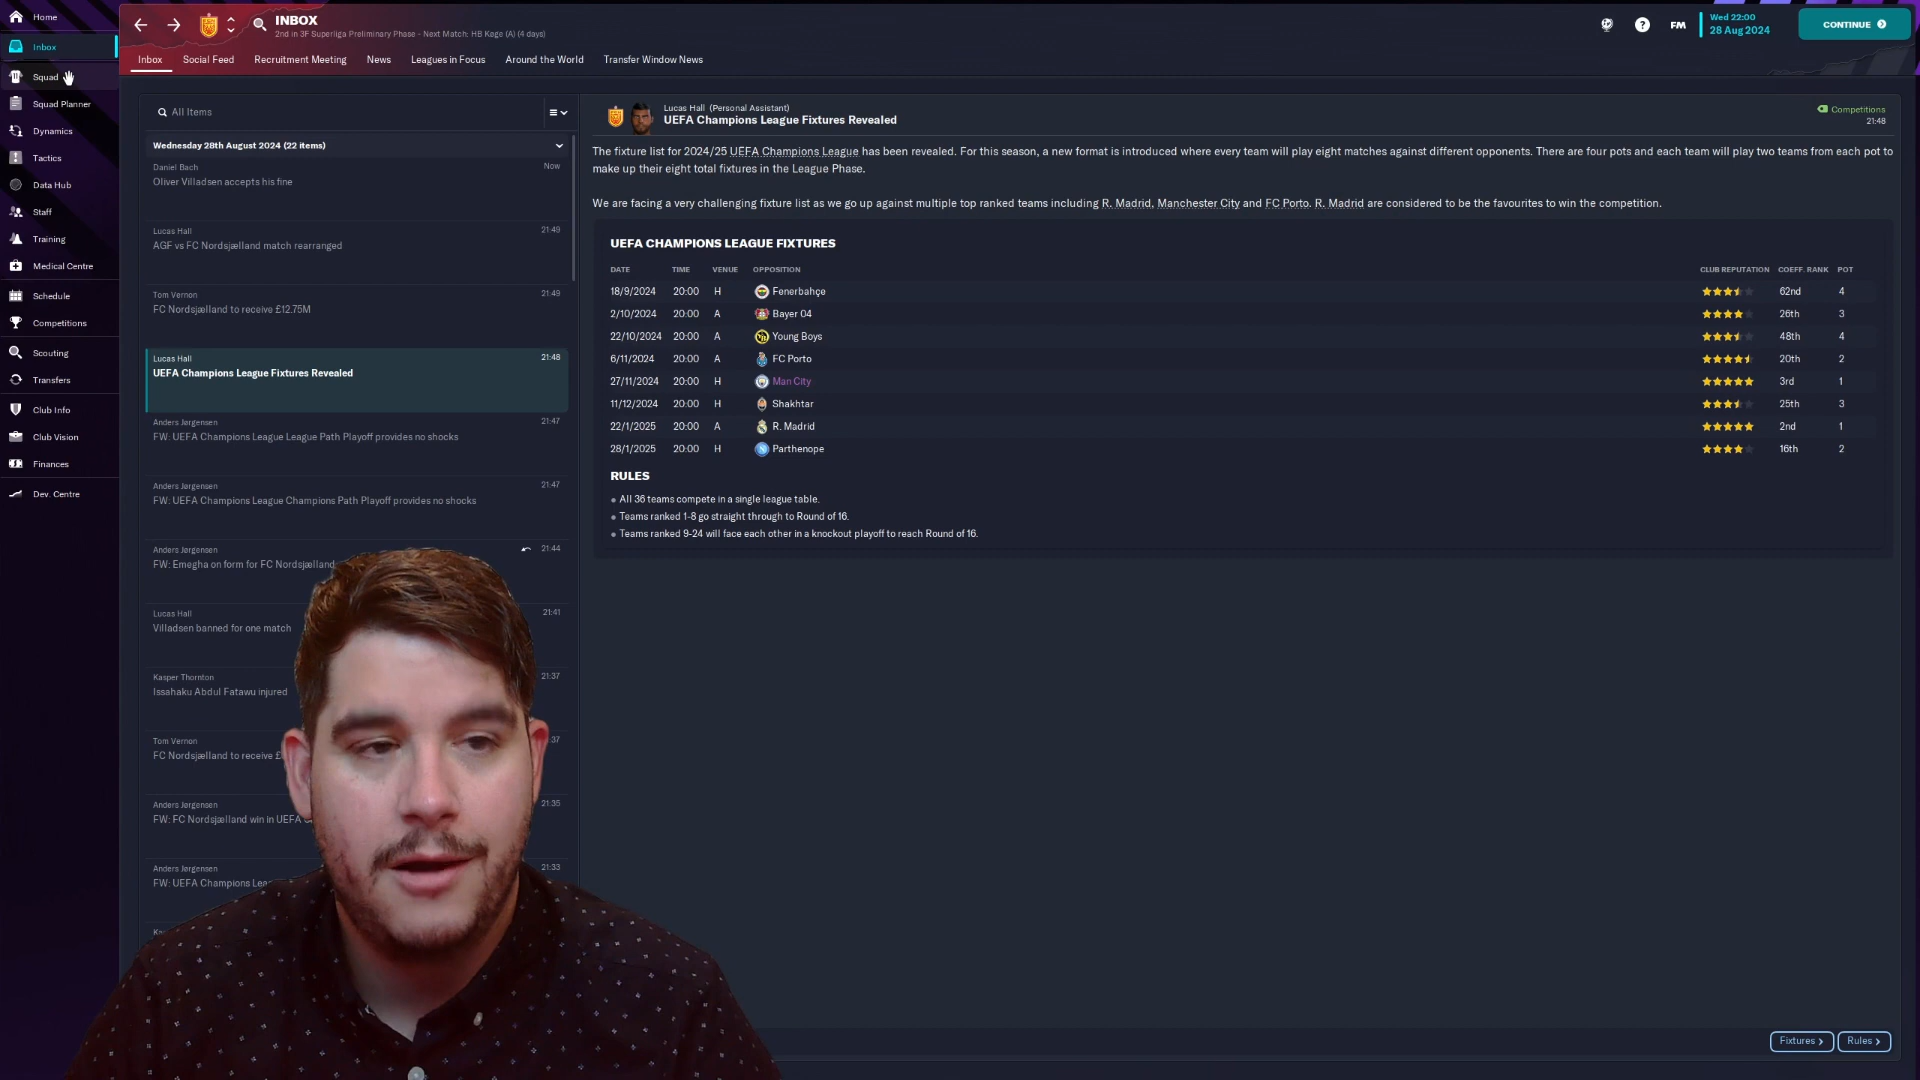 Home
Inbox
Squad
Squad Planner
Dynamics
Tactics
Data Hub
Staff
Training
Medical Centre
Schedule
Competitions
Scouting
Transfers
Club Info
Club Vision
Finances
Dev. Centre
INBOX
2nd in 3F Superliga Preliminary Phase - Next Match: HB Køge (A) (4 days)
FM
Wed 22:00
28 Aug 2024
CONTINUE
Inbox Social Feed Recruitment Meeting News Leagues in Focus Around the World Transfer Window News
All Items
Wednesday 28th August 2024 (22 items)
Daniel Bach Now
Oliver Villadsen accepts his fine
Lucas Hall 21:49
AGF vs FC Nordsjælland match rearranged
Tom Vernon 21:49
FC Nordsjælland to receive £12.75M
Lucas Hall 21:48
UEFA Champions League Fixtures Revealed
Anders Jørgensen 21:47
FW: UEFA Champions League League Path Playoff provides no shocks
Anders Jørgensen 21:47
FW: UEFA Champions League Champions Path Playoff provides no shocks
Anders Jørgensen 21:44
FW: Emegha on form for FC Nordsjælland
Lucas Hall 21:41
Villadsen banned for one match
Kasper Thornton 21:37
Issahaku Abdul Fatawu injured
Tom Vernon :37
FC Nordsjælland to receive £
Anders Jørgensen 21:35
FW: FC Nordsjælland win in UEFA
Anders Jørgensen 21:33
FW: UEFA Champions
Lucas Hall (Personal Assistant)
UEFA Champions League Fixtures Revealed
Competitions
21:48
The fixture list for 2024/25 UEFA Champions League has been revealed. For this season, a new format is introduced where every team will play eight matches against different opponents. There are four pots and each team will play two teams from each pot to
make up their eight total fixtures in the League Phase.
We are facing a very challenging fixture list as we go up against multiple top ranked teams including R. Madrid, Manchester City and FC Porto. R. Madrid are considered to be the favourites to win the competition.
UEFA CHAMPIONS LEAGUE FIXTURES
DATE TIME VENUE OPPOSITION CLUB REPUTATION COEFF. RANK POT
18/9/2024 20:00 H Fenerbahçe 62nd 4
2/10/2024 20:00 A Bayer 04 26th 3
22/10/2024 20:00 A Young Boys 48th 4
6/11/2024 20:00 A FC Porto 20th 2
27/11/2024 20:00 H Man City 3rd 1
11/12/2024 20:00 H Shakhtar 25th 3
22/1/2025 20:00 A R. Madrid 2nd 1
28/1/2025 20:00 H Parthenope 16th 2
RULES
All 36 teams compete in a single league table.
Teams ranked 1-8 go straight through to Round of 16.
Teams ranked 9-24 will face each other in a knockout playoff to reach Round of 16.
Fixtures Rules